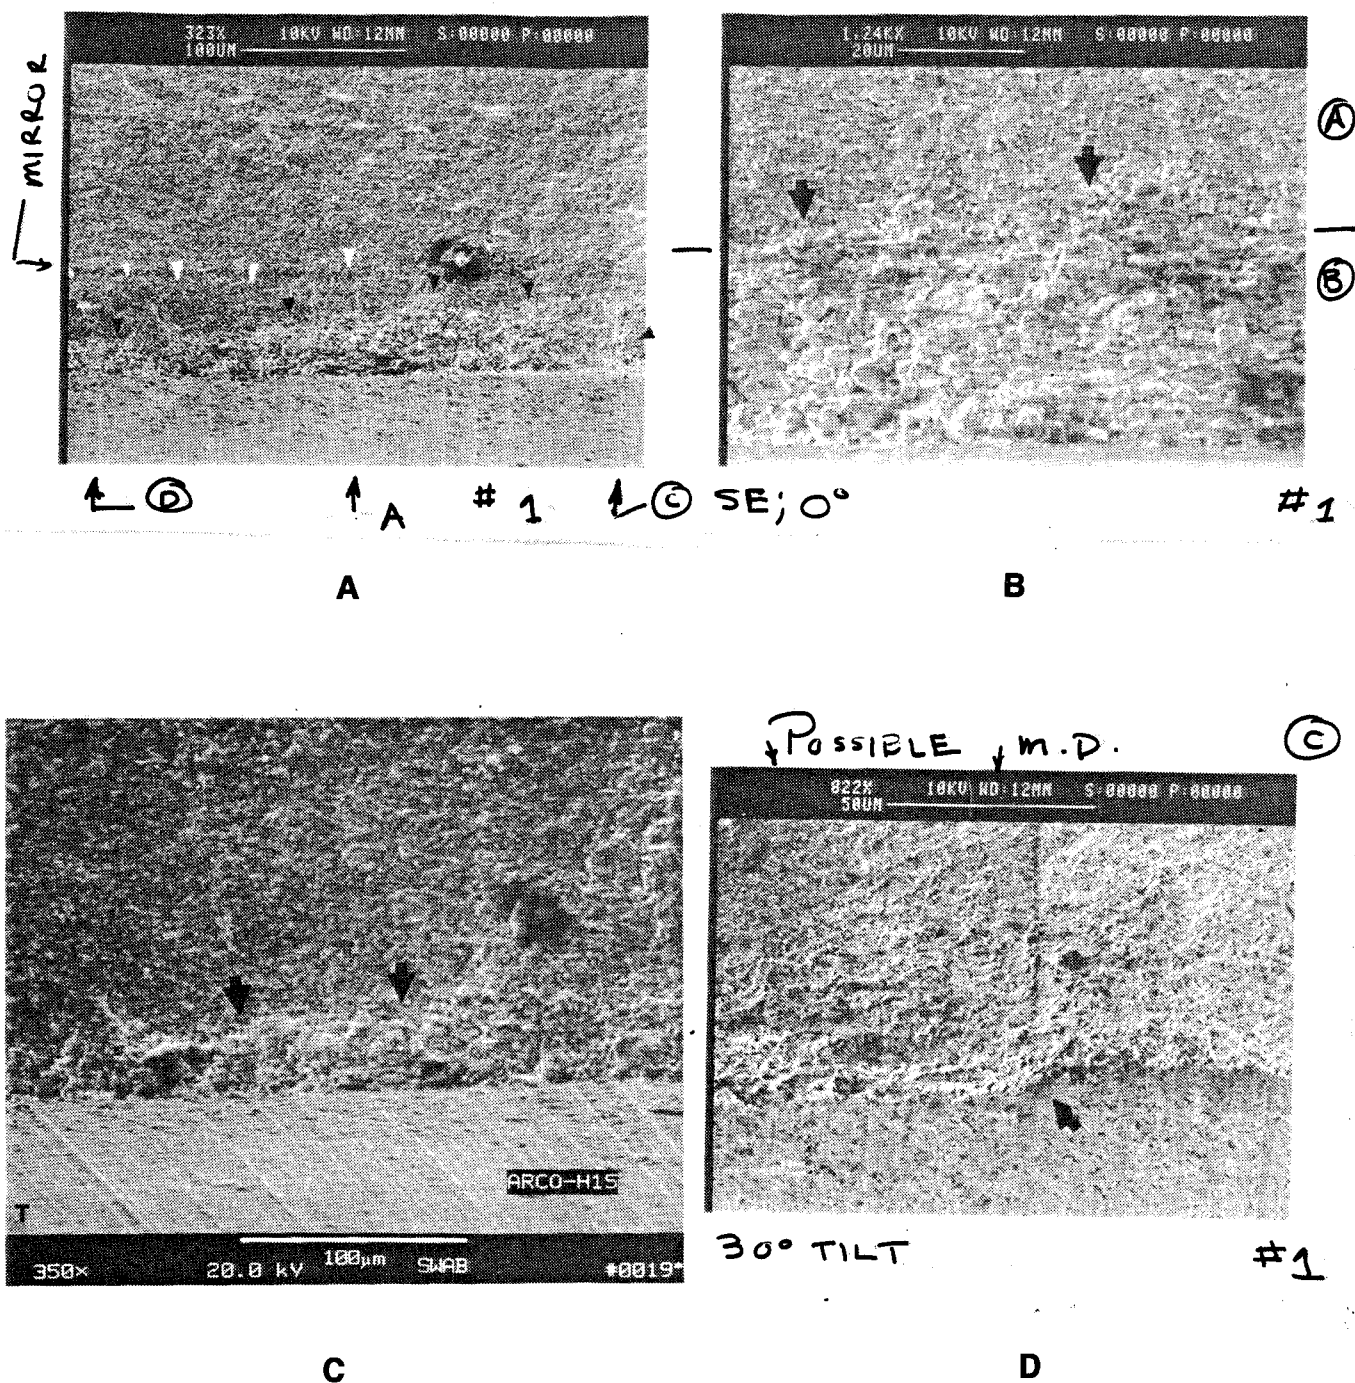 323X 10KV WD:12MM S:00000 P:00000
100UM
MIRROR
D
A
# 1
C
A
1.24KX 10KV WD:12MM S:00000 P:00000
20UM
A
B
SE; 0°
#1
B
ARCO-H15
T
350× 20.0 kV 100µm SWAB #0019*
C
POSSIBLE M.D.
C
822X 10KV WD:12MM S:00000 P:00000
50UM
30° TILT
#1
D